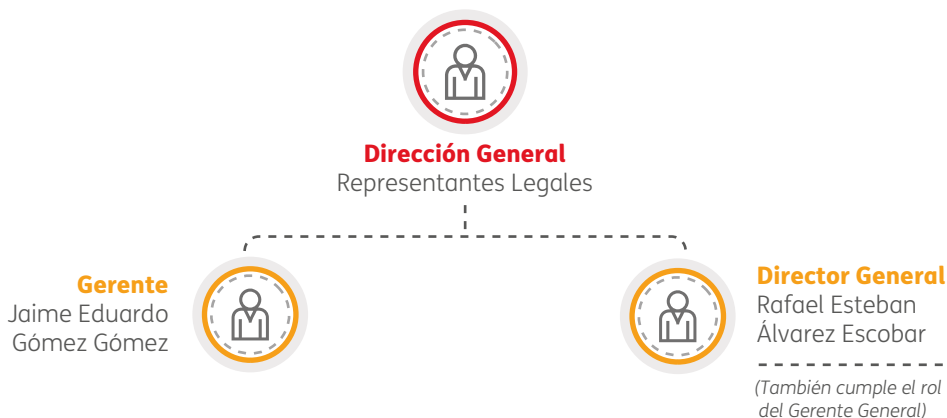 Dirección General
Representantes Legales
Gerente
Jaime Eduardo
Gómez Gómez
Director General
Rafael Esteban
Álvarez Escobar
(También cumple el rol
del Gerente General)